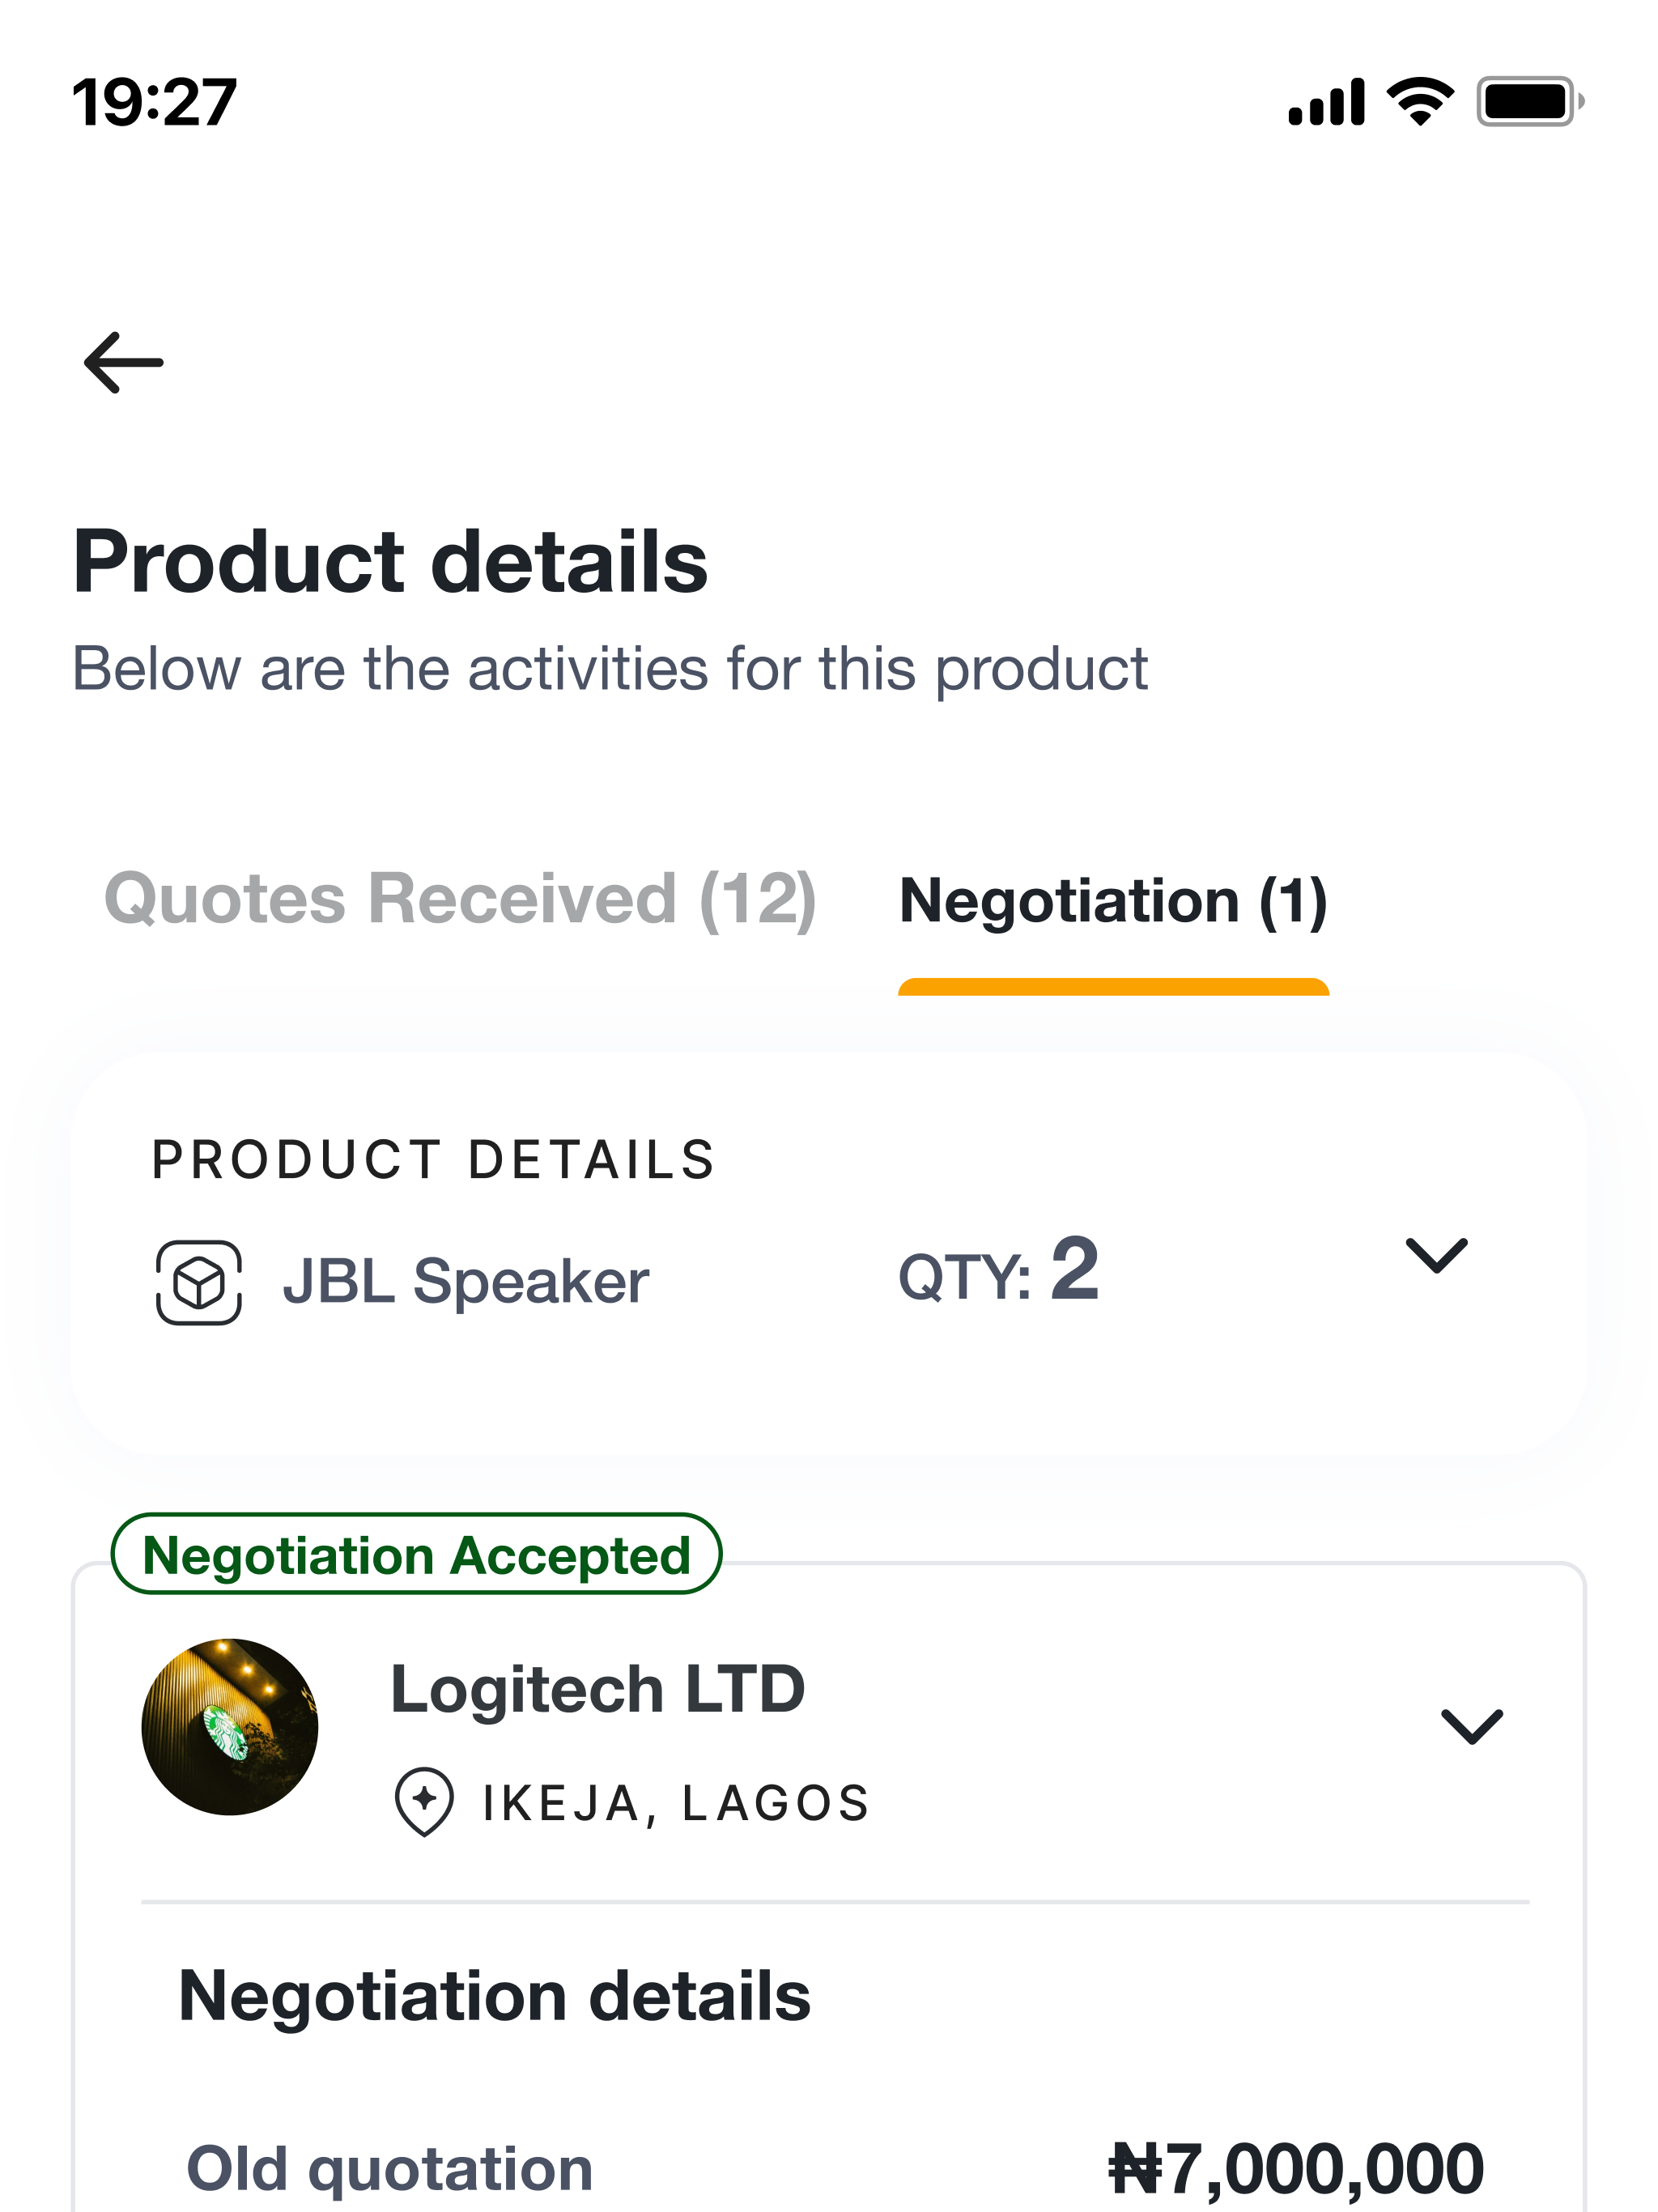 19:27
Product details
Below are the activities for this product
Quotes Received (12) Negotiation (1)
PRODUCT DETAILS
JBL Speaker QTY: 2
Negotiation Accepted
Logitech LTD
IKEJA, LAGOS
Negotiation details
Old quotation ₦7,000,000